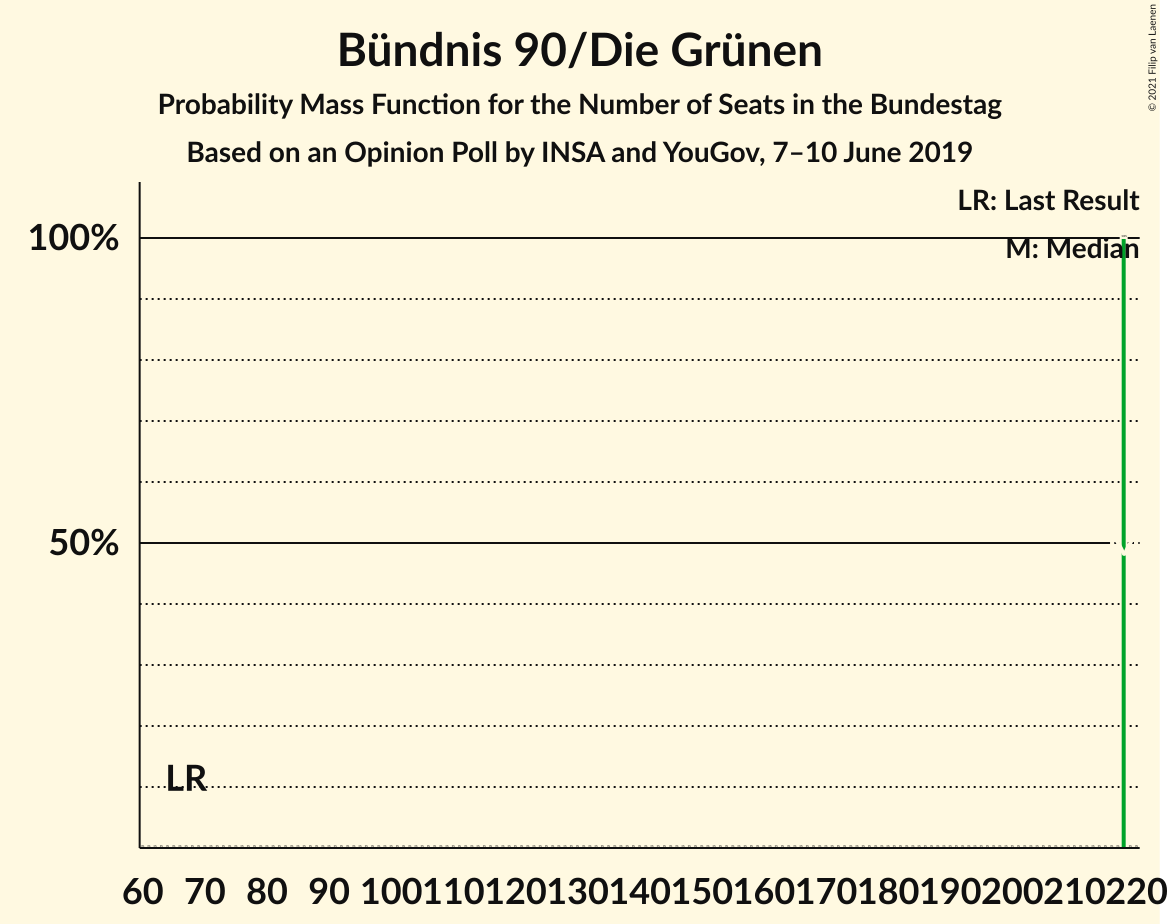 Bündnis 90/Die Grünen
Probability Mass Function for the Number of Seats in the Bundestag
Based on an Opinion Poll by INSA and YouGov, 7–10 June 2019
© 2021 Filip van Laenen
LR: Last Result
M: Median
100%
50%
LR
60 70 80 90 100 110 120 130 140 150 160 170 180 190 200 210 220